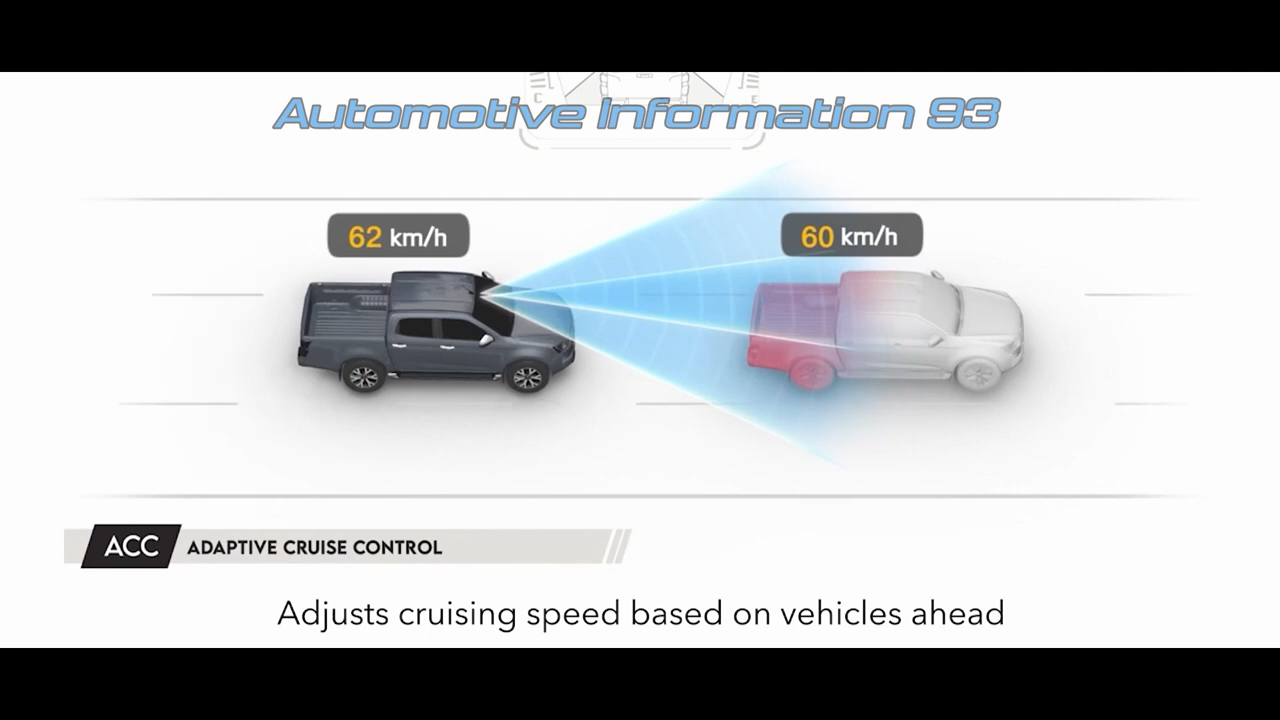 Automotive Information 93
62 km/h
60 km/h
ACC ADAPTIVE CRUISE CONTROL
Adjusts cruising speed based on vehicles ahead